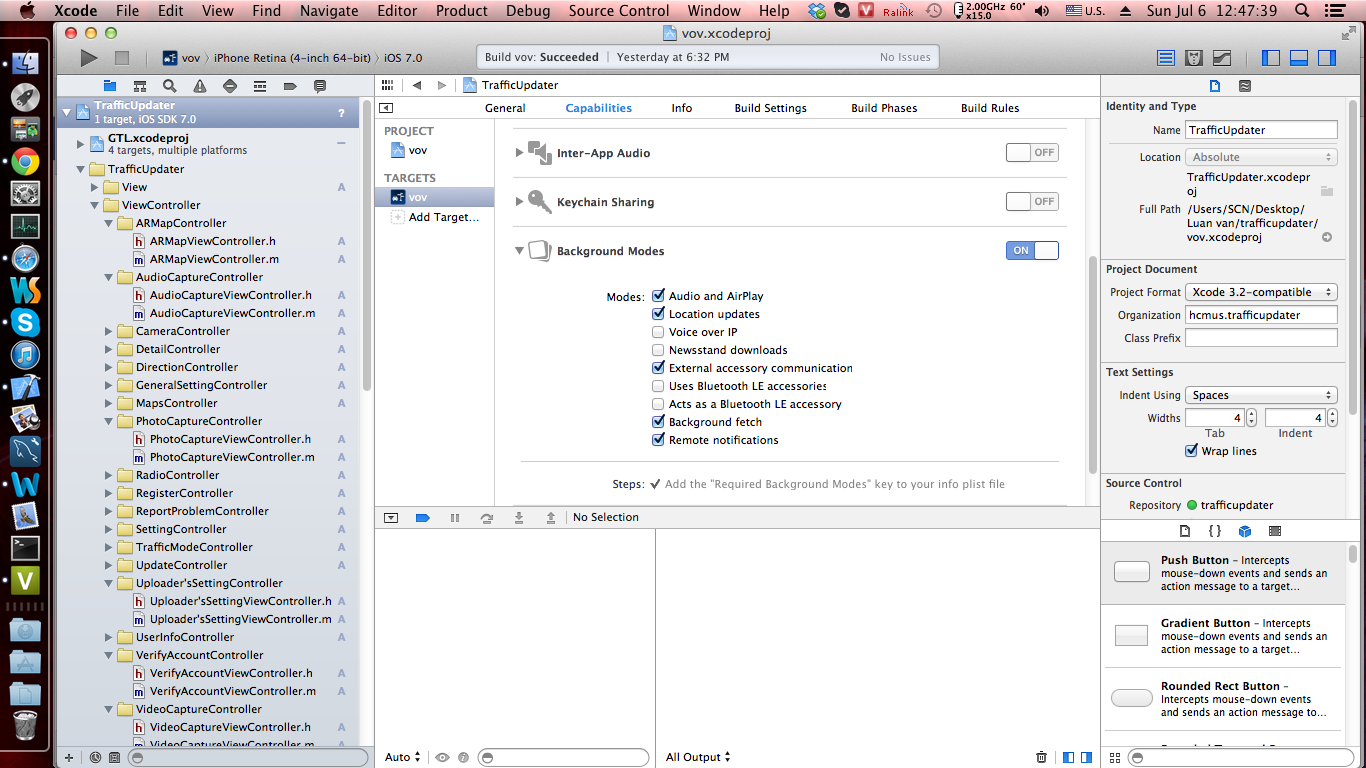 Xcode File Edit View Find Navigate Editor Product Debug Source Control Window Help Ralink 2.00GHz 60° x15.0 U.S. Sun Jul 6 12:47:39
vov.xcodeproj
vov 〉 iPhone Retina (4-inch 64-bit) 〉 iOS 7.0
Build vov: Succeeded | Yesterday at 6:32 PM No Issues
TrafficUpdater
1 target, iOS SDK 7.0
?
GTL.xcodeproj
4 targets, multiple platforms
TrafficUpdater
View A
ViewController A
ARMapController
ARMapViewController.h A
ARMapViewController.m A
AudioCaptureController
AudioCaptureViewController.h A
AudioCaptureViewController.m A
CameraController A
DetailController A
DirectionController A
GeneralSettingController A
MapsController A
PhotoCaptureController
PhotoCaptureViewController.h A
PhotoCaptureViewController.m A
RadioController A
RegisterController A
ReportProblemController A
SettingController A
TrafficModeController A
UpdateController A
Uploader'sSettingController
Uploader'sSettingViewController.h A
Uploader'sSettingViewController.m A
UserInfoController A
VerifyAccountController
VerifyAccountViewController.h A
VerifyAccountViewController.m A
VideoCaptureController
VideoCaptureViewController.h A
VideoCaptureViewController.m A
TrafficUpdater
General Capabilities Info Build Settings Build Phases Build Rules
PROJECT
vov
TARGETS
vov
Add Target...
Inter-App Audio OFF
Keychain Sharing OFF
Background Modes ON
Modes: Audio and AirPlay
Location updates
Voice over IP
Newsstand downloads
External accessory communication
Uses Bluetooth LE accessories
Acts as a Bluetooth LE accessory
Background fetch
Remote notifications
Steps: ✓ Add the "Required Background Modes" key to your info plist file
No Selection
Auto
All Output
Identity and Type
Name TrafficUpdater
Location Absolute
TrafficUpdater.xcodepr
oj
Full Path /Users/SCN/Desktop/
Luan van/trafficupdater/
vov.xcodeproj
Project Document
Project Format Xcode 3.2-compatible
Organization hcmus.trafficupdater
Class Prefix
Text Settings
Indent Using Spaces
Widths 4 4
Tab Indent
Wrap lines
Source Control
Repository trafficupdater
Push Button – Intercepts
mouse-down events and sends an
action message to a target...
Gradient Button – Intercepts
mouse-down events and sends an
action message to a target...
Rounded Rect Button –
Intercepts mouse-down events
and sends an action message to...